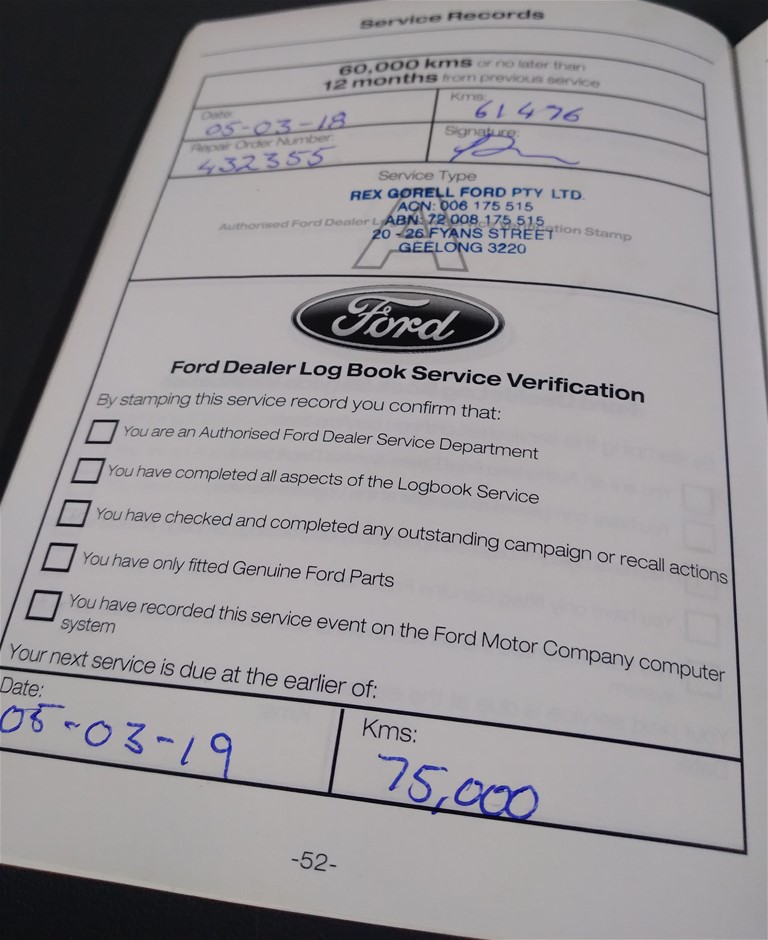 Service Records
60,000 kms or no later than
12 months from previous service
Date:
05-03-18
Kms:
61476
Repair Order Number:
432355
Signature:
Service Type
A
REX GORELL FORD PTY LTD.
ACN: 006 175 515
Authorised Ford Dealer
ABN: 72 008 175 515
Verification Stamp
20 - 26 FYANS STREET
GEELONG 3220
Ford
Ford Dealer Log Book Service Verification
By stamping this service record you confirm that:
You are an Authorised Ford Dealer Service Department
You have completed all aspects of the Logbook Service
You have checked and completed any outstanding campaign or recall actions
You have only fitted Genuine Ford Parts
You have recorded this service event on the Ford Motor Company computer
system
Your next service is due at the earlier of:
Date:
05-03-19
Kms:
75,000
-52-